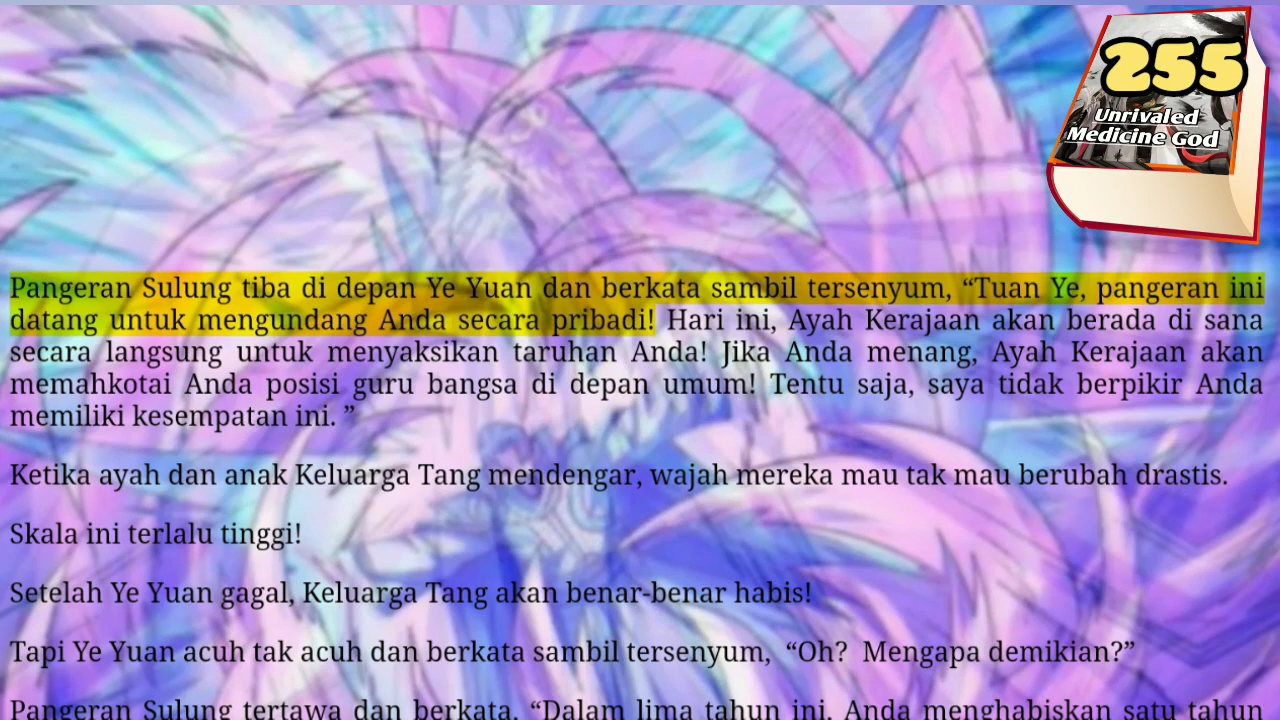 255
Unrivaled
Medicine God
Pangeran Sulung tiba di depan Ye Yuan dan berkata sambil tersenyum, “Tuan Ye, pangeran ini
datang untuk mengundang Anda secara pribadi! Hari ini, Ayah Kerajaan akan berada di sana
secara langsung untuk menyaksikan taruhan Anda! Jika Anda menang, Ayah Kerajaan akan
memahkotai Anda posisi guru bangsa di depan umum! Tentu saja, saya tidak berpikir Anda
memiliki kesempatan ini. ”
Ketika ayah dan anak Keluarga Tang mendengar, wajah mereka mau tak mau berubah drastis.
Skala ini terlalu tinggi!
Setelah Ye Yuan gagal, Keluarga Tang akan benar-benar habis!
Tapi Ye Yuan acuh tak acuh dan berkata sambil tersenyum,  “Oh?  Mengapa demikian?”
Pangeran Sulung tertawa dan berkata, “Dalam lima tahun ini, Anda menghabiskan satu tahun